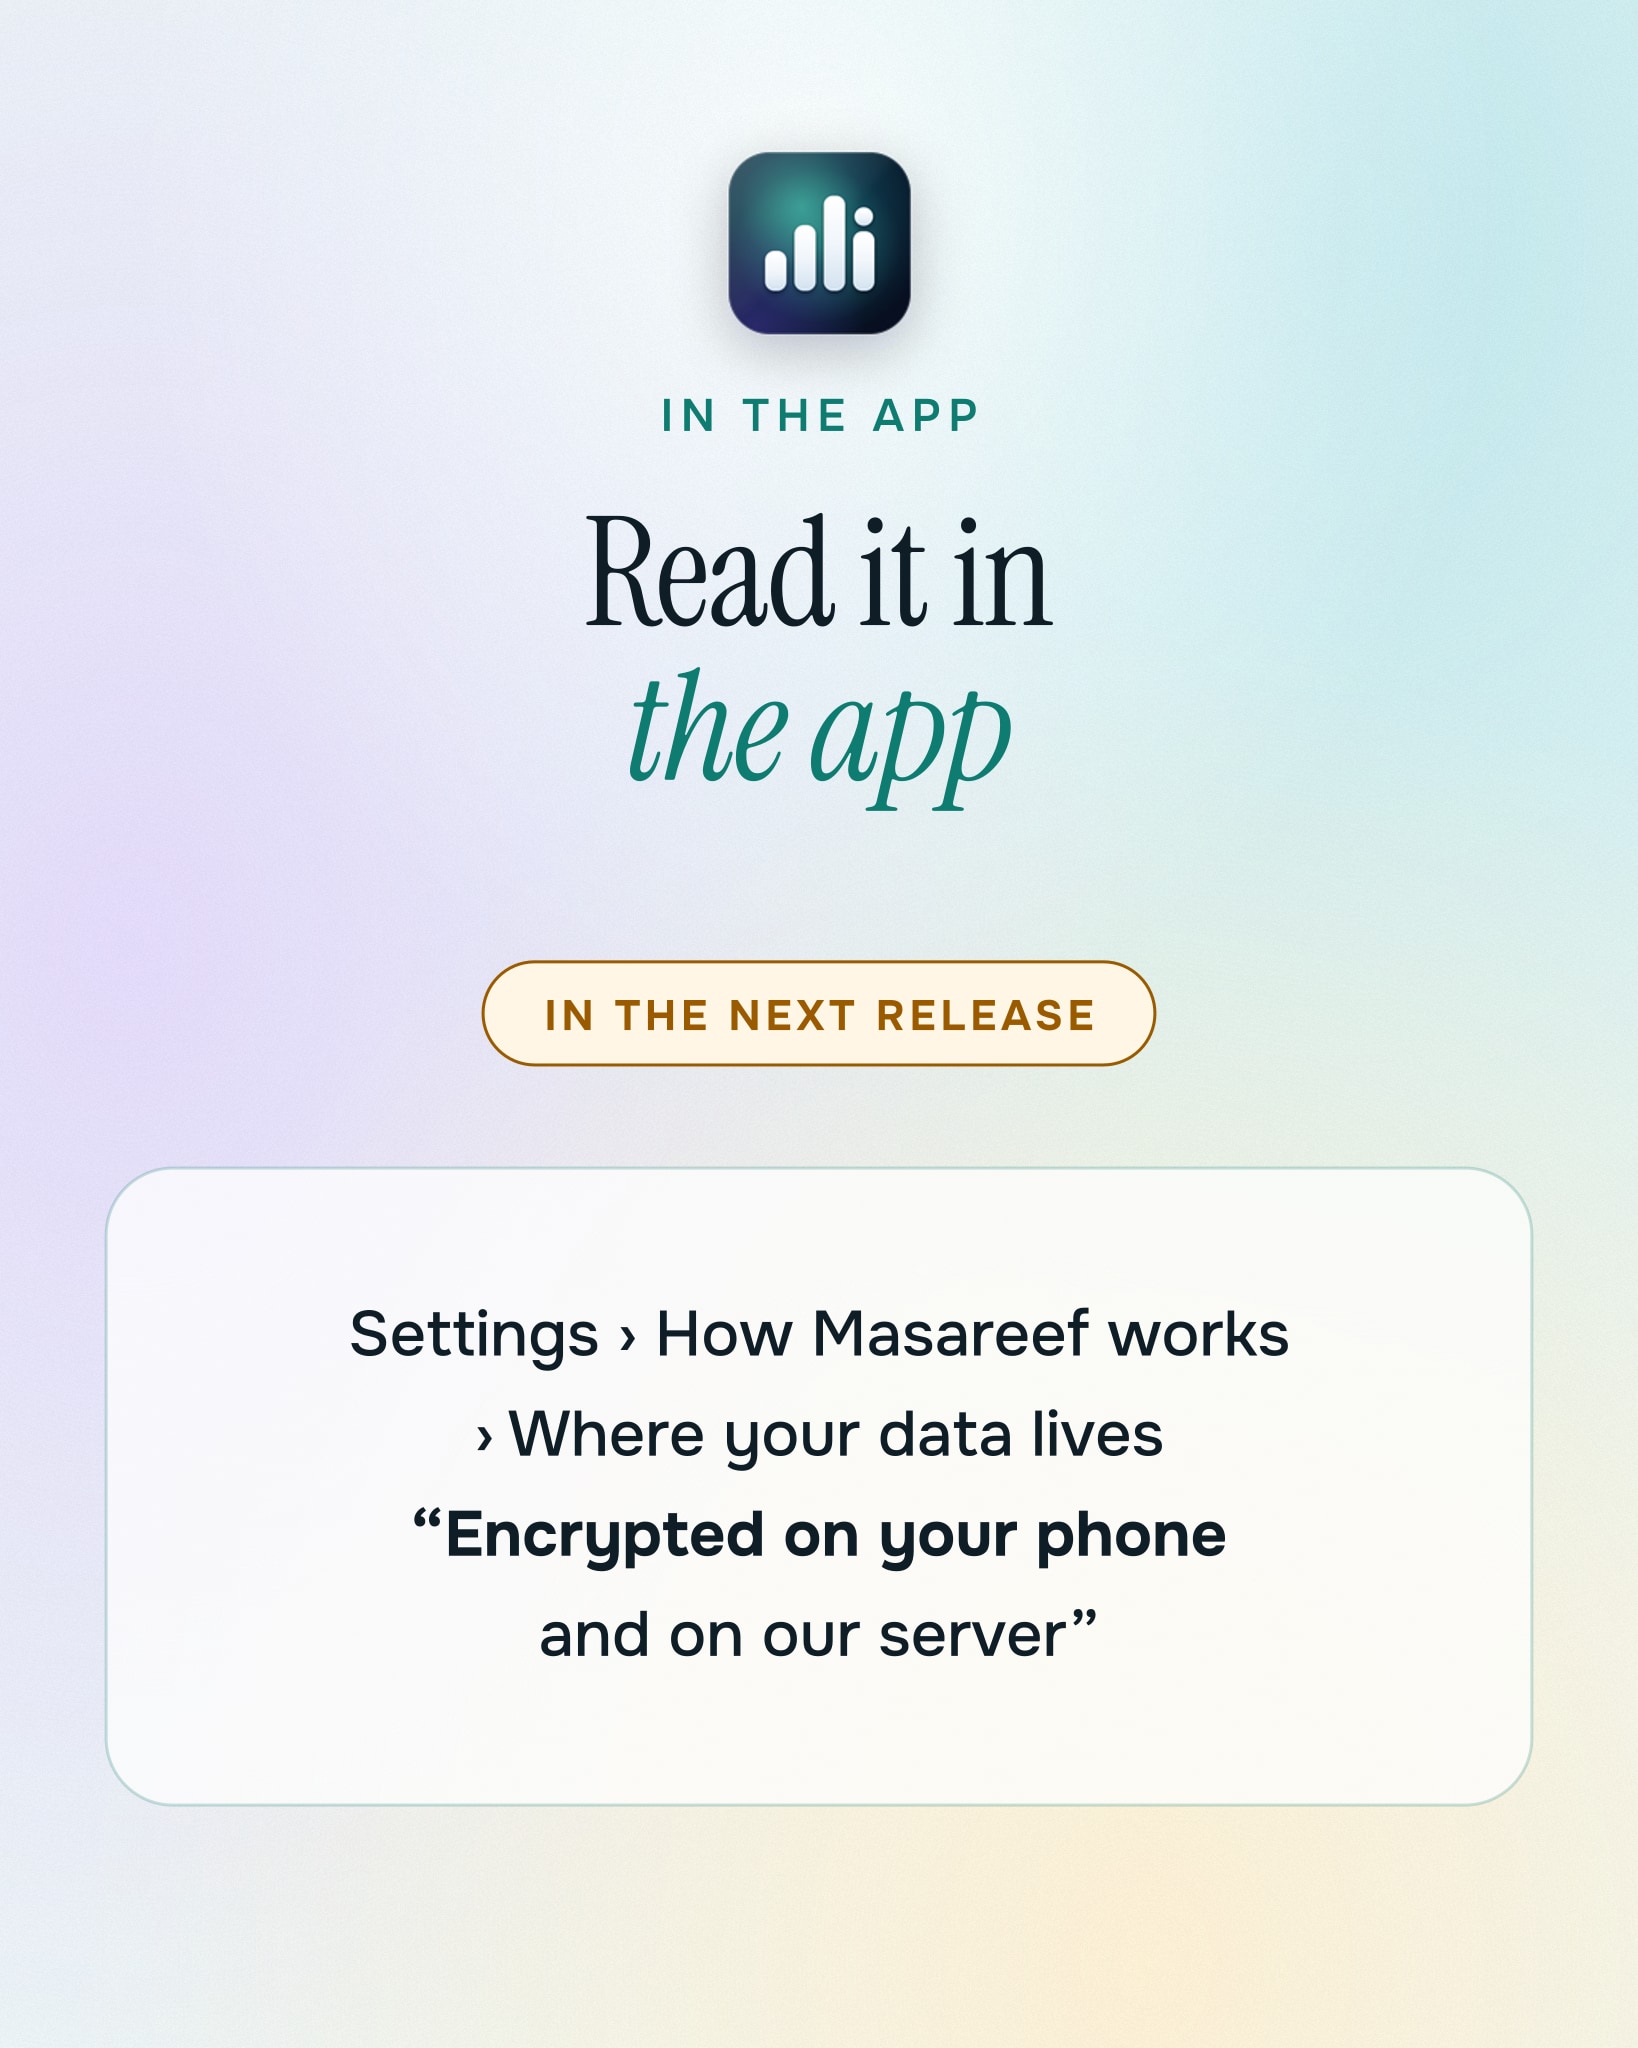 IN THE APP
Read it in
the app
IN THE NEXT RELEASE
Settings › How Masareef works
› Where your data lives
“Encrypted on your phone
and on our server”